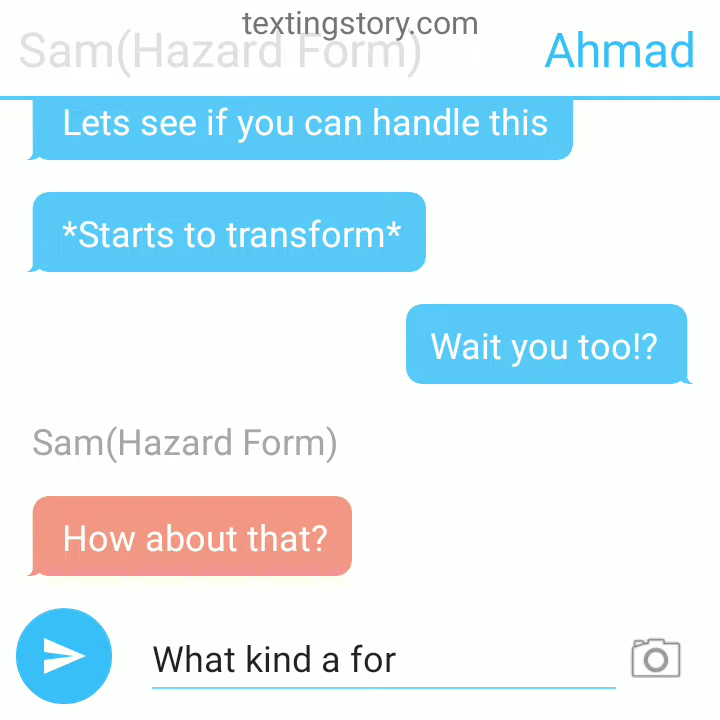 textingstory.com
Sam(Hazard Form)
Ahmad
Lets see if you can handle this
*Starts to transform*
Wait you too!?
Sam(Hazard Form)
How about that?
What kind a for